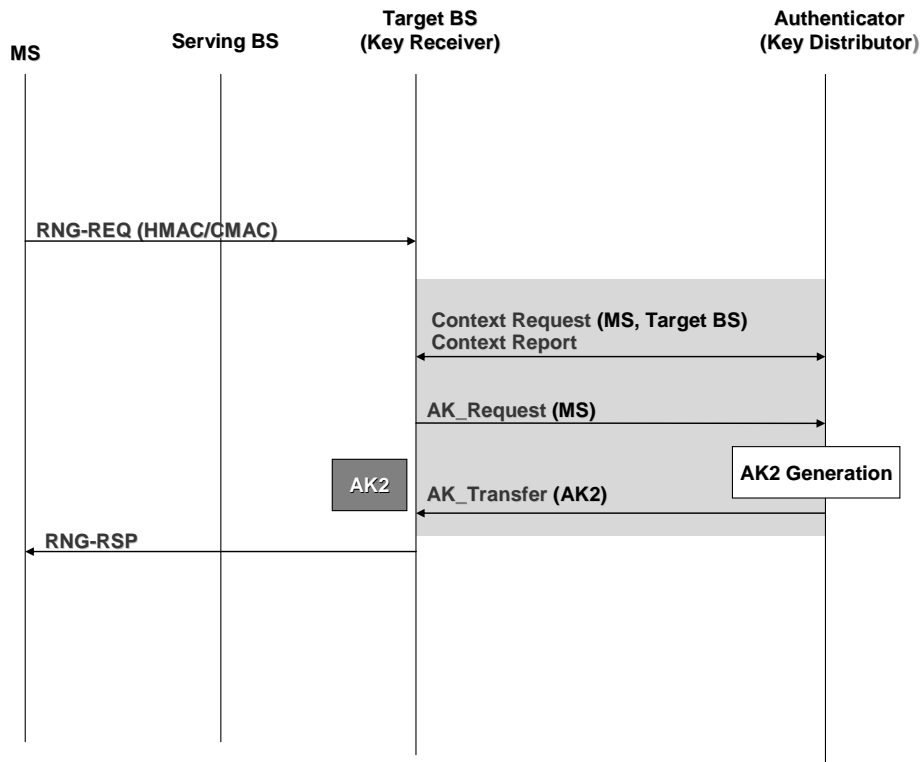 MS
Serving BS
Target BS
(Key Receiver)
Authenticator
(Key Distributor)
RNG-REQ (HMAC/CMAC)
Context Request (MS, Target BS)
Context Report
AK_Request (MS)
AK2 Generation
AK2
AK_Transfer (AK2)
RNG-RSP